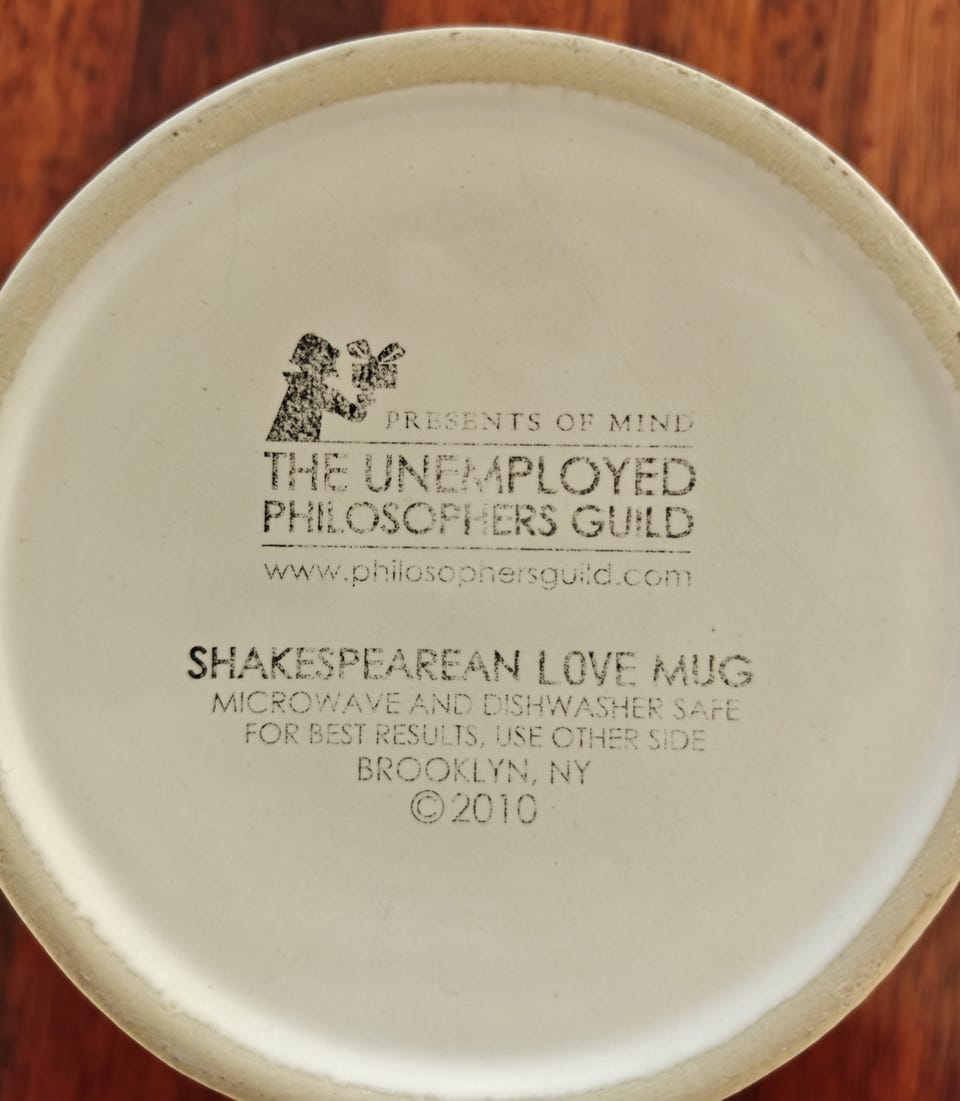 PRESENTS OF MIND
THE UNEMPLOYED
PHILOSOPHERS GUILD
www.philosophersguild.com
SHAKESPEAREAN LOVE MUG
MICROWAVE AND DISHWASHER SAFE
FOR BEST RESULTS, USE OTHER SIDE
BROOKLYN, NY
©2010